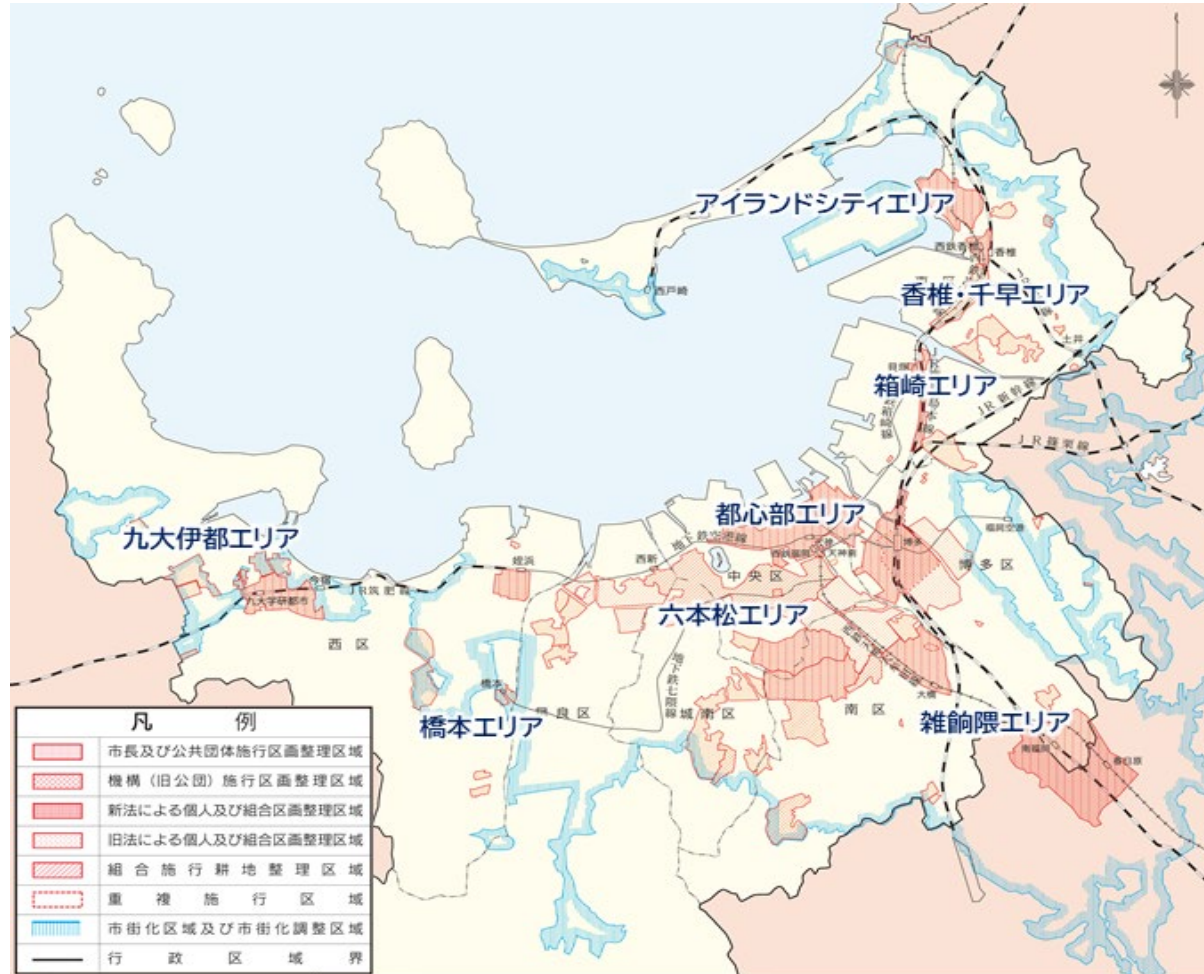 アイランドシティエリア
西鉄香椎
香椎
西戸崎
香椎・千早エリア
土井
箱崎エリア
JR新幹線
JR篠栗線
都心部エリア
九大伊都エリア
地下鉄空港線
西鉄福岡
天神南
博多
福岡空港
博多区
姪浜
西新
中央区
今宿
JR筑肥線
九大学研都市
六本松エリア
西区
地下鉄七隈線
橋本
城南区
南区
大橋
橋本エリア
雑餉隈エリア
南福岡
春日原
凡例
市長及び公共団体施行区画整理区域
機構(旧公団)施行区画整理区域
新法による個人及び組合区画整理区域
旧法による個人及び組合区画整理区域
組合施行耕地整理区域
重複施行区域
市街化区域及び市街化調整区域
行政区域界